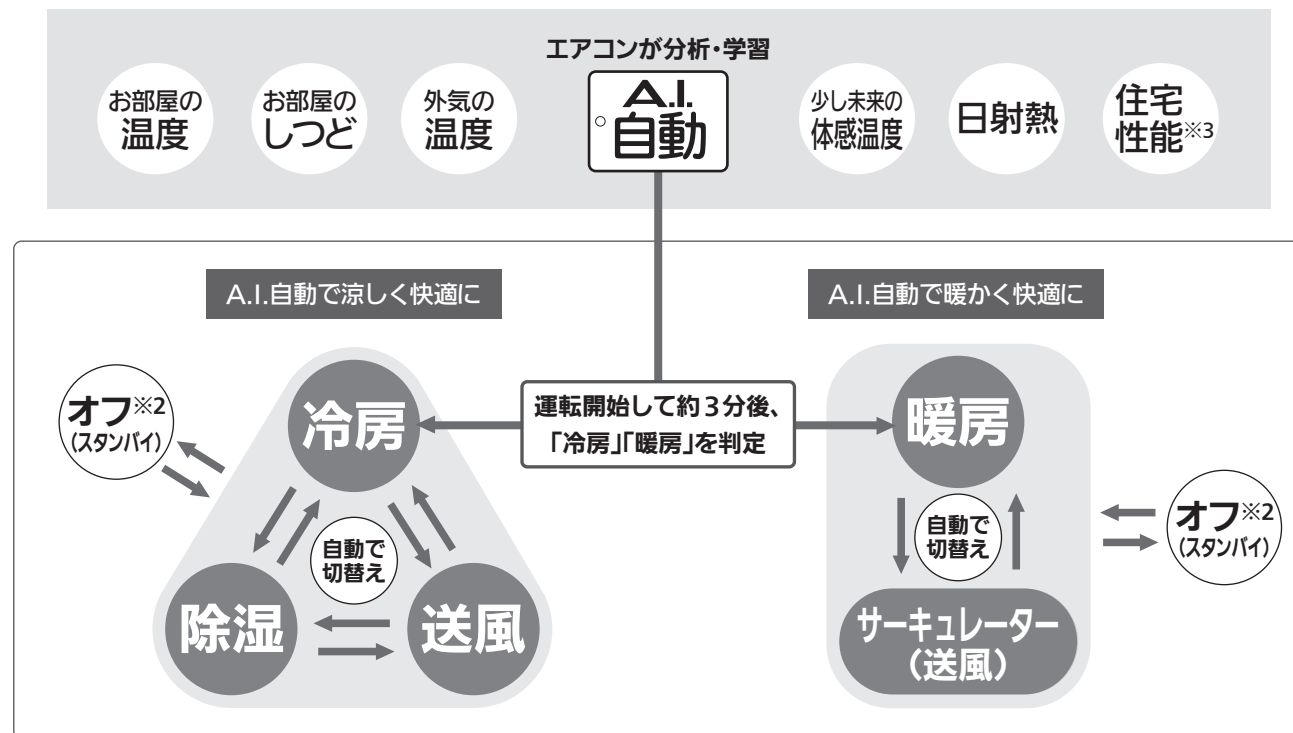 エアコンが分析・学習
お部屋の
温度
お部屋の
しつど
外気の
温度
A.I.
自動
少し未来の
体感温度
日射熱
住宅
性能※3
A.I.自動で涼しく快適に
A.I.自動で暖かく快適に
オフ※2
(スタンバイ)
冷房
運転開始して約3分後、
「冷房」「暖房」を判定
暖房
自動で
切替え
除湿
送風
自動で
切替え
オフ※2
(スタンバイ)
サーキュレーター
(送風)